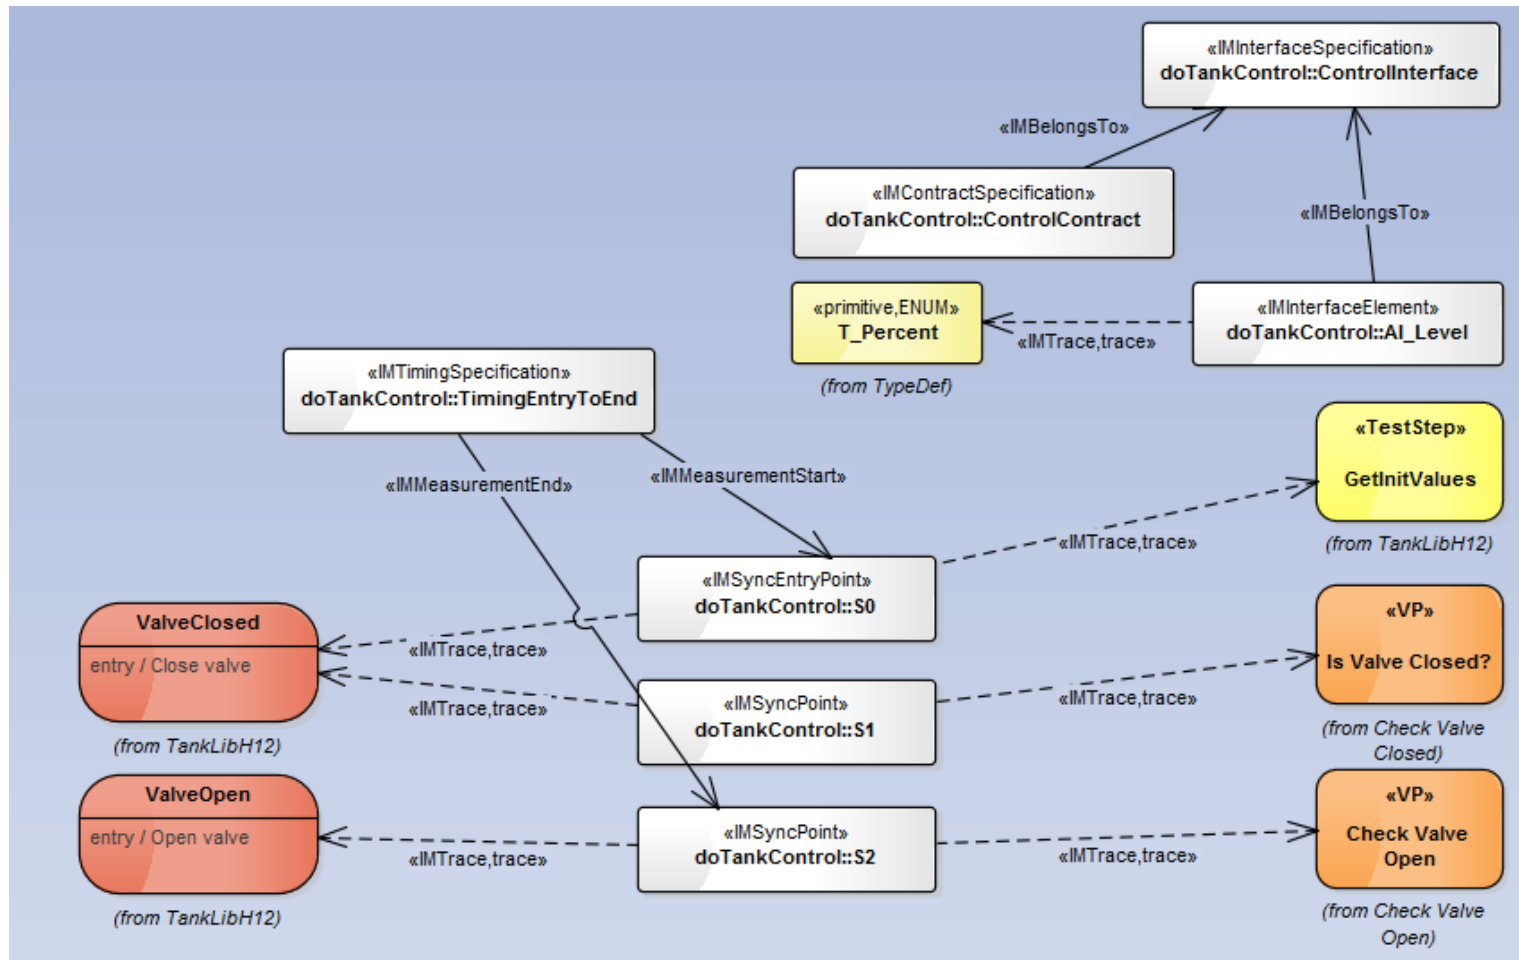 «IMInterfaceSpecification»
doTankControl::ControlInterface
«IMBelongsTo»
«IMContractSpecification»
doTankControl::ControlContract
«IMBelongsTo»
«primitive,ENUM»
T_Percent
(from TypeDef)
«IMTrace,trace»
«IMInterfaceElement»
doTankControl::AI_Level
«IMTimingSpecification»
doTankControl::TimingEntryToEnd
«IMMeasurementEnd»
«IMMeasurementStart»
«TestStep»
GetInitValues
(from TankLibH12)
«IMTrace,trace»
«IMSyncEntryPoint»
doTankControl::S0
ValveClosed
entry / Close valve
(from TankLibH12)
«IMTrace,trace»
«IMTrace,trace»
«IMSyncPoint»
doTankControl::S1
«IMTrace,trace»
«VP»
Is Valve Closed?
(from Check Valve
Closed)
ValveOpen
entry / Open valve
(from TankLibH12)
«IMTrace,trace»
«IMSyncPoint»
doTankControl::S2
«IMTrace,trace»
«VP»
Check Valve
Open
(from Check Valve
Open)